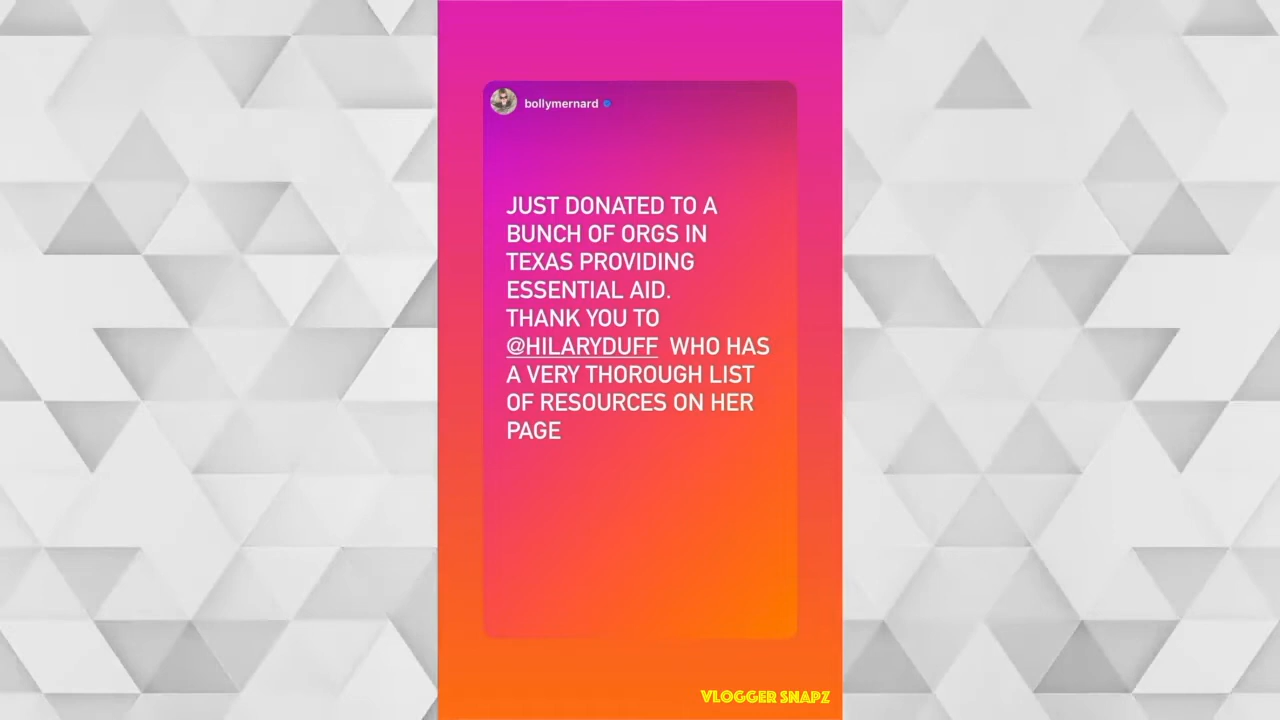 bollymernard
JUST DONATED TO A
BUNCH OF ORGS IN
TEXAS PROVIDING
ESSENTIAL AID.
THANK YOU TO
@HILARYDUFF WHO HAS
A VERY THOROUGH LIST
OF RESOURCES ON HER
PAGE
VLOGGER SNAPZ